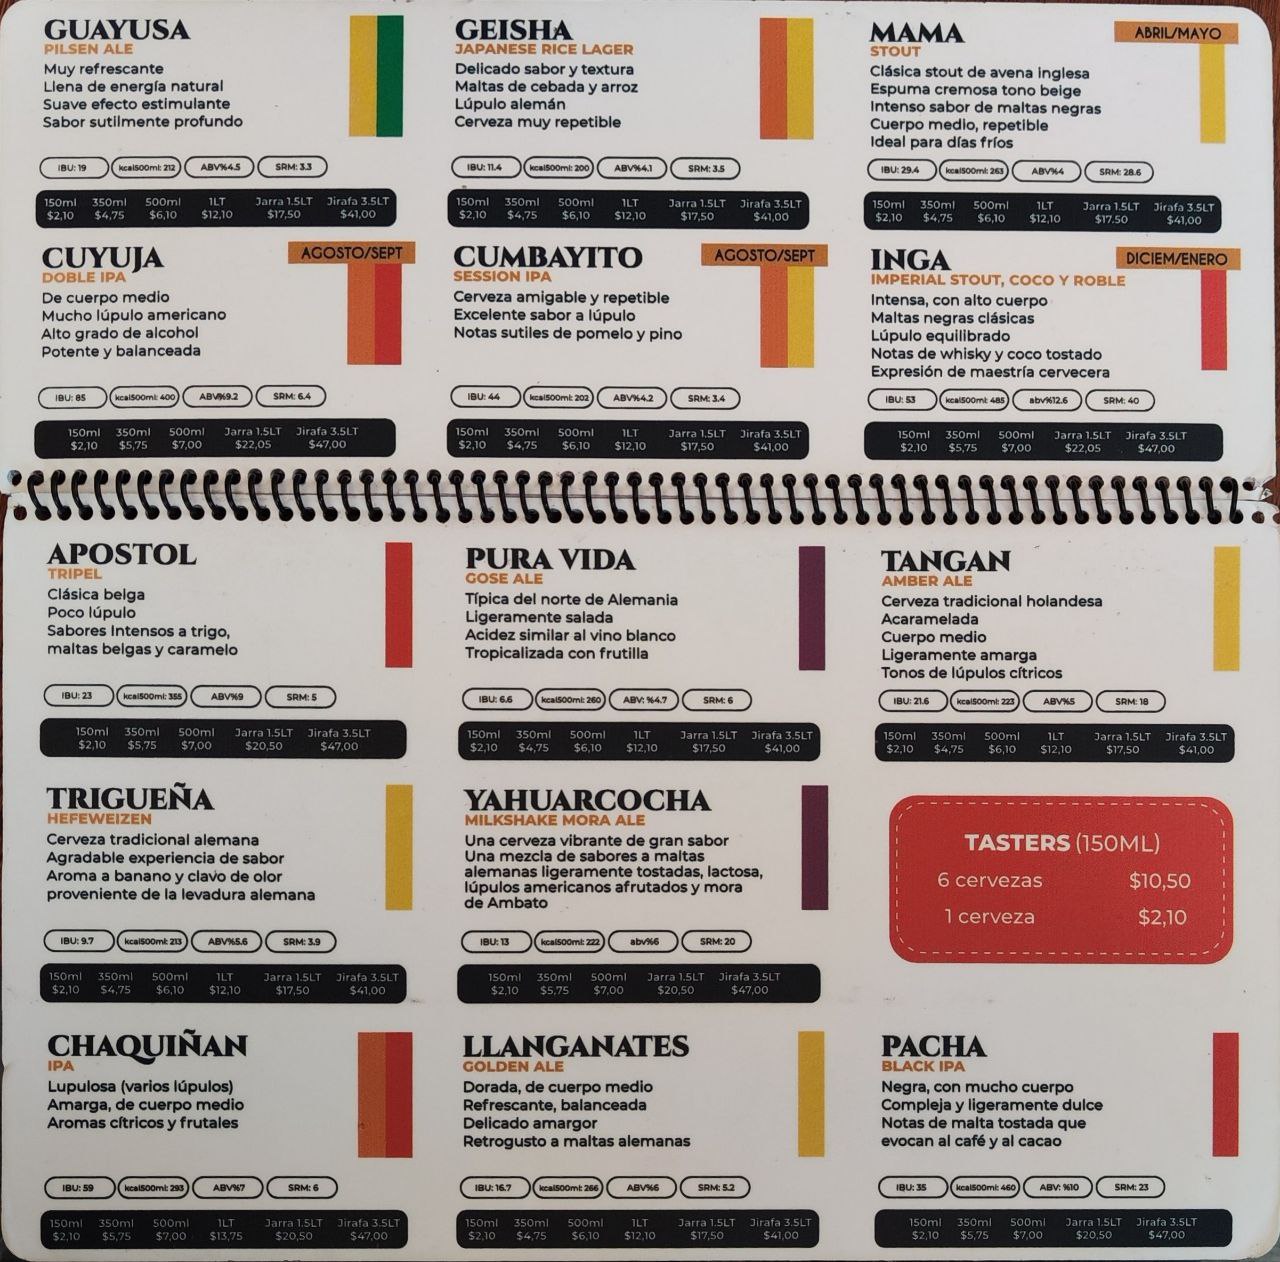 GUAYUSA
PILSEN ALE
Muy refrescante
Llena de energía natural
Suave efecto estimulante
Sabor sutilmente profundo
IBU: 19 kcal500ml: 212 ABV%4.5 SRM: 3.3
150ml 350ml 500ml 1LT Jarra 1.5LT Jirafa 3.5LT
$2,10 $4,75 $6,10 $12,10 $17,50 $41,00
GEISHA
JAPANESE RICE LAGER
Delicado sabor y textura
Maltas de cebada y arroz
Lúpulo alemán
Cerveza muy repetible
IBU: 11.4 kcal500ml: 200 ABV%4.1 SRM: 3.5
150ml 350ml 500ml 1LT Jarra 1.5LT Jirafa 3.5LT
$2,10 $4,75 $6,10 $12,10 $17,50 $41,00
MAMA
ABRIL/MAYO
STOUT
Clásica stout de avena inglesa
Espuma cremosa tono beige
Intenso sabor de maltas negras
Cuerpo medio, repetible
Ideal para días fríos
IBU: 29.4 kcal500ml: 263 ABV%4 SRM: 28.6
150ml 350ml 500ml 1LT Jarra 1.5LT Jirafa 3.5LT
$2,10 $4,75 $6,10 $12,10 $17.50 $41,00
CUYUJA
AGOSTO/SEPT
DOBLE IPA
De cuerpo medio
Mucho lúpulo americano
Alto grado de alcohol
Potente y balanceada
IBU: 85 kcal500ml: 400 ABV%9.2 SRM: 6.4
150ml 350ml 500ml Jarra 1.5LT Jirafa 3.5LT
$2,10 $5,75 $7,00 $22,05 $47,00
CUMBAYITO
AGOSTO/SEPT
SESSION IPA
Cerveza amigable y repetible
Excelente sabor a lúpulo
Notas sutiles de pomelo y pino
IBU: 44 kcal500ml: 202 ABV%4.2 SRM: 3.4
150ml 350ml 500ml 1LT Jarra 1.5LT Jirafa 3.5LT
$2,10 $4,75 $6,10 $12,10 $17,50 $41,00
INGA
DICIEM/ENERO
IMPERIAL STOUT, COCO Y ROBLE
Intensa, con alto cuerpo
Maltas negras clásicas
Lúpulo equilibrado
Notas de whisky y coco tostado
Expresión de maestría cervecera
IBU: 53 kcal500ml: 485 abv%12.6 SRM: 40
150ml 350ml 500ml Jarra 1.5LT Jirafa 3.5LT
$2,10 $5,75 $7,00 $22,05 $47,00
APOSTOL
TRIPEL
Clásica belga
Poco lúpulo
Sabores Intensos a trigo,
maltas belgas y caramelo
IBU: 23 kcal500ml: 355 ABV%9 SRM: 5
150ml 350ml 500ml Jarra 1.5LT Jirafa 3.5LT
$2,10 $5,75 $7,00 $20,50 $47,00
PURA VIDA
GOSE ALE
Típica del norte de Alemania
Ligeramente salada
Acidez similar al vino blanco
Tropicalizada con frutilla
IBU: 6.6 kcal500ml: 260 ABV: %4.7 SRM: 6
150ml 350ml 500ml 1LT Jarra 1.5LT Jirafa 3.5LT
$2,10 $4,75 $6,10 $12,10 $17,50 $41,00
TANGAN
AMBER ALE
Cerveza tradicional holandesa
Acaramelada
Cuerpo medio
Ligeramente amarga
Tonos de lúpulos cítricos
IBU: 21.6 kcal500ml: 223 ABV%5 SRM: 18
150ml 350ml 500ml 1LT Jarra 1.5LT Jirafa 3.5LT
$2,10 $4,75 $6,10 $12,10 $17,50 $41,00
TRIGUEÑA
HEFEWEIZEN
Cerveza tradicional alemana
Agradable experiencia de sabor
Aroma a banano y clavo de olor
proveniente de la levadura alemana
IBU: 9.7 kcal500ml: 213 ABV%5.6 SRM: 3.9
150ml 350ml 500ml 1LT Jarra 1.5LT Jirafa 3.5LT
$2,10 $4,75 $6,10 $12,10 $17,50 $41,00
YAHUARCOCHA
MILKSHAKE MORA ALE
Una cerveza vibrante de gran sabor
Una mezcla de sabores a maltas
alemanas ligeramente tostadas, lactosa,
lúpulos americanos afrutados y mora
de Ambato
IBU: 13 kcal500ml: 222 abv%6 SRM: 20
150ml 350ml 500ml Jarra 1.5LT Jirafa 3.5LT
$2,10 $5,75 $7,00 $20,50 $47,00
TASTERS (150ML)
6 cervezas $10,50
1 cerveza $2,10
CHAQUIÑAN
IPA
Lupulosa (varios lúpulos)
Amarga, de cuerpo medio
Aromas cítricos y frutales
IBU: 59 kcal500ml: 293 ABV%7 SRM: 6
150ml 350ml 500ml 1LT Jarra 1.5LT Jirafa 3.5LT
$2,10 $5,75 $7,00 $13,75 $20,50 $47,00
LLANGANATES
GOLDEN ALE
Dorada, de cuerpo medio
Refrescante, balanceada
Delicado amargor
Retrogusto a maltas alemanas
IBU: 16.7 kcal500ml: 266 ABV%6 SRM: 5.2
150ml 350ml 500ml 1LT Jarra 1.5LT Jirafa 3.5LT
$2,10 $4,75 $6,10 $12,10 $17,50 $41,00
PACHA
BLACK IPA
Negra, con mucho cuerpo
Compleja y ligeramente dulce
Notas de malta tostada que
evocan al café y al cacao
IBU: 35 kcal500ml: 460 ABV: %10 SRM: 23
150ml 350ml 500ml Jarra 1.5LT Jirafa 3.5LT
$2,10 $5,75 $7,00 $20,50 $47,00